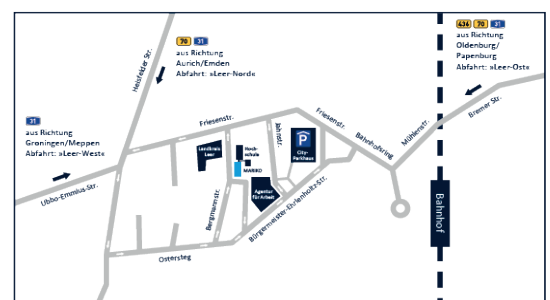 70 31
aus Richtung
Aurich/Emden
Abfahrt: »Leer-Nord«
436 70 31
aus Richtung
Oldenburg/
Papenburg
Abfahrt: »Leer-Ost«
31
aus Richtung
Groningen/Meppen
Abfahrt: »Leer-West«
Heisfelder Str.
Bremer Str.
Friesenstr.
Friesenstr.
Mühlenstr.
Bahnhofsring
Jahnstr.
P
City-
Parkhaus
Landkreis
Leer
Hoch-
schule
MARIKO
Agentur
für Arbeit
Ubbo-Emmius-Str.
Bergmannstr.
Bürgermeister-Ehrlenholtz-Str.
Ostersteg
Bahnhof